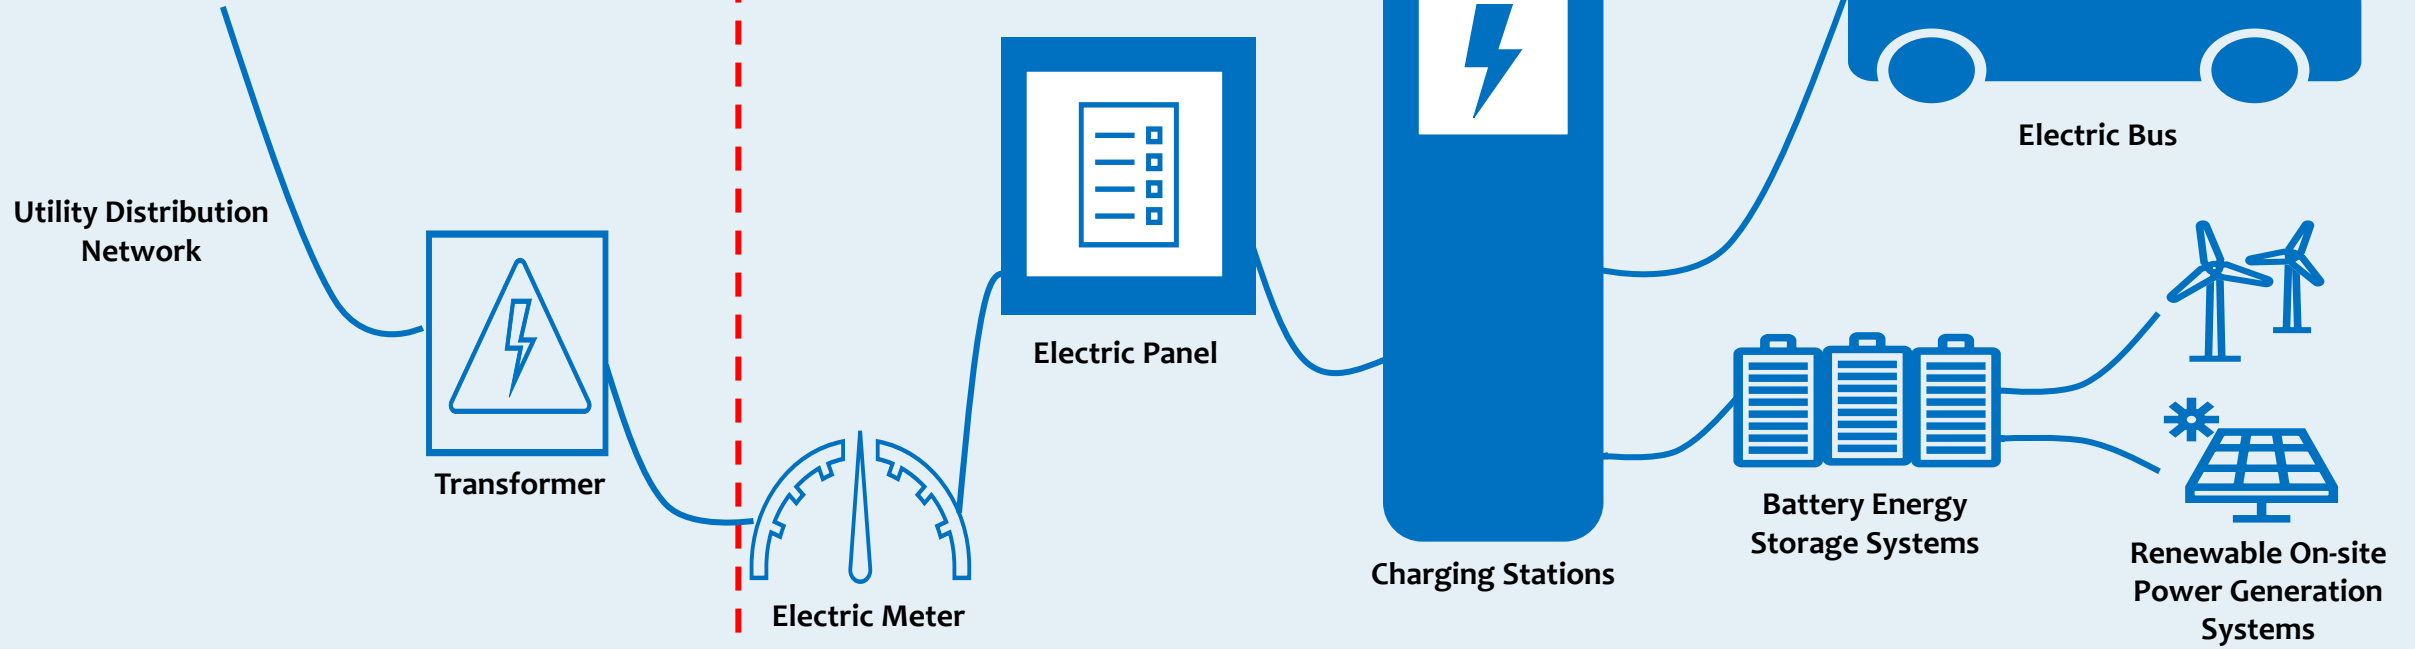 Utility Distribution
Network
Transformer
Electric Meter
Electric Panel
Charging Stations
Electric Bus
Battery Energy
Storage Systems
Renewable On-site
Power Generation
Systems